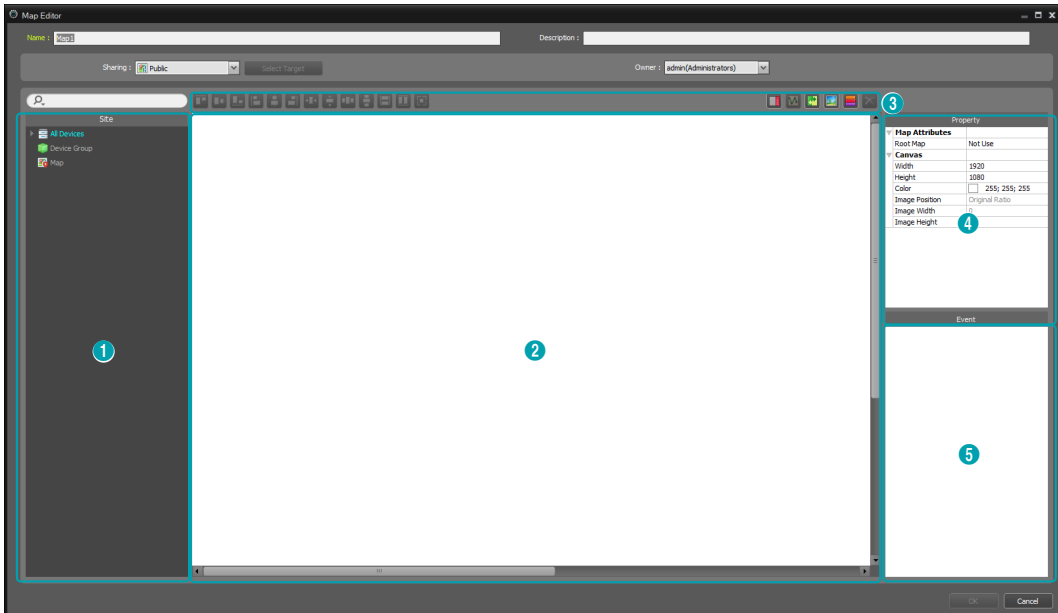 Map Editor
Name : Map1 Description :
Sharing : Public Select Target Owner : admin(Administrators)
3
Site Property
All Devices
Device Group
Map
Map Attributes
Root Map Not Use
Canvas
Width 1920
Height 1080
Color 255; 255; 255
Image Position Original Ratio
Image Width 0
Image Height
4
Event
1
2
5
OK Cancel